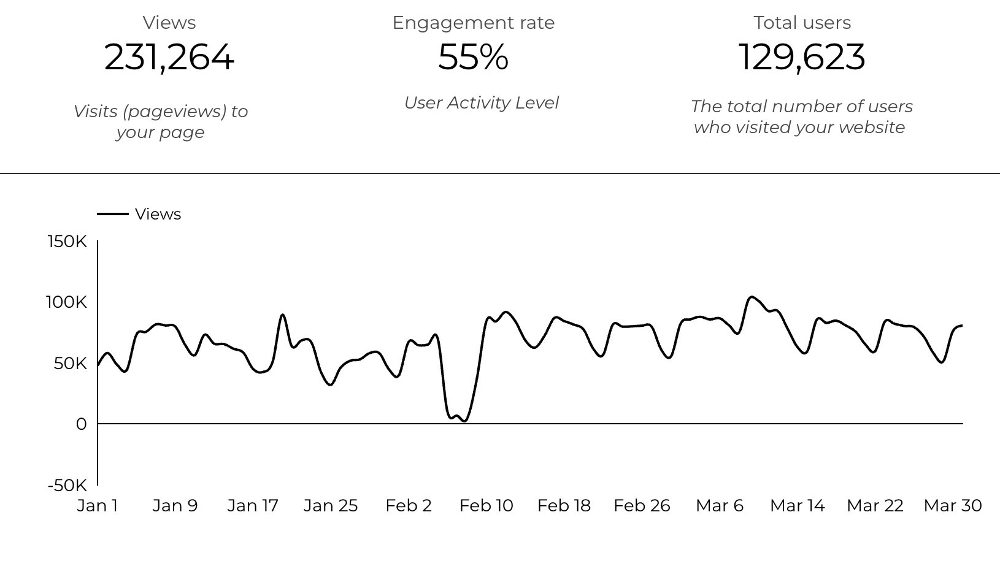 Views
231,264
Visits (pageviews) to
your page
Engagement rate
55%
User Activity Level
Total users
129,623
The total number of users
who visited your website
Views
150K
100K
50K
0
-50K
Jan 1
Jan 9
Jan 17
Jan 25
Feb 2
Feb 10
Feb 18
Feb 26
Mar 6
Mar 14
Mar 22
Mar 30